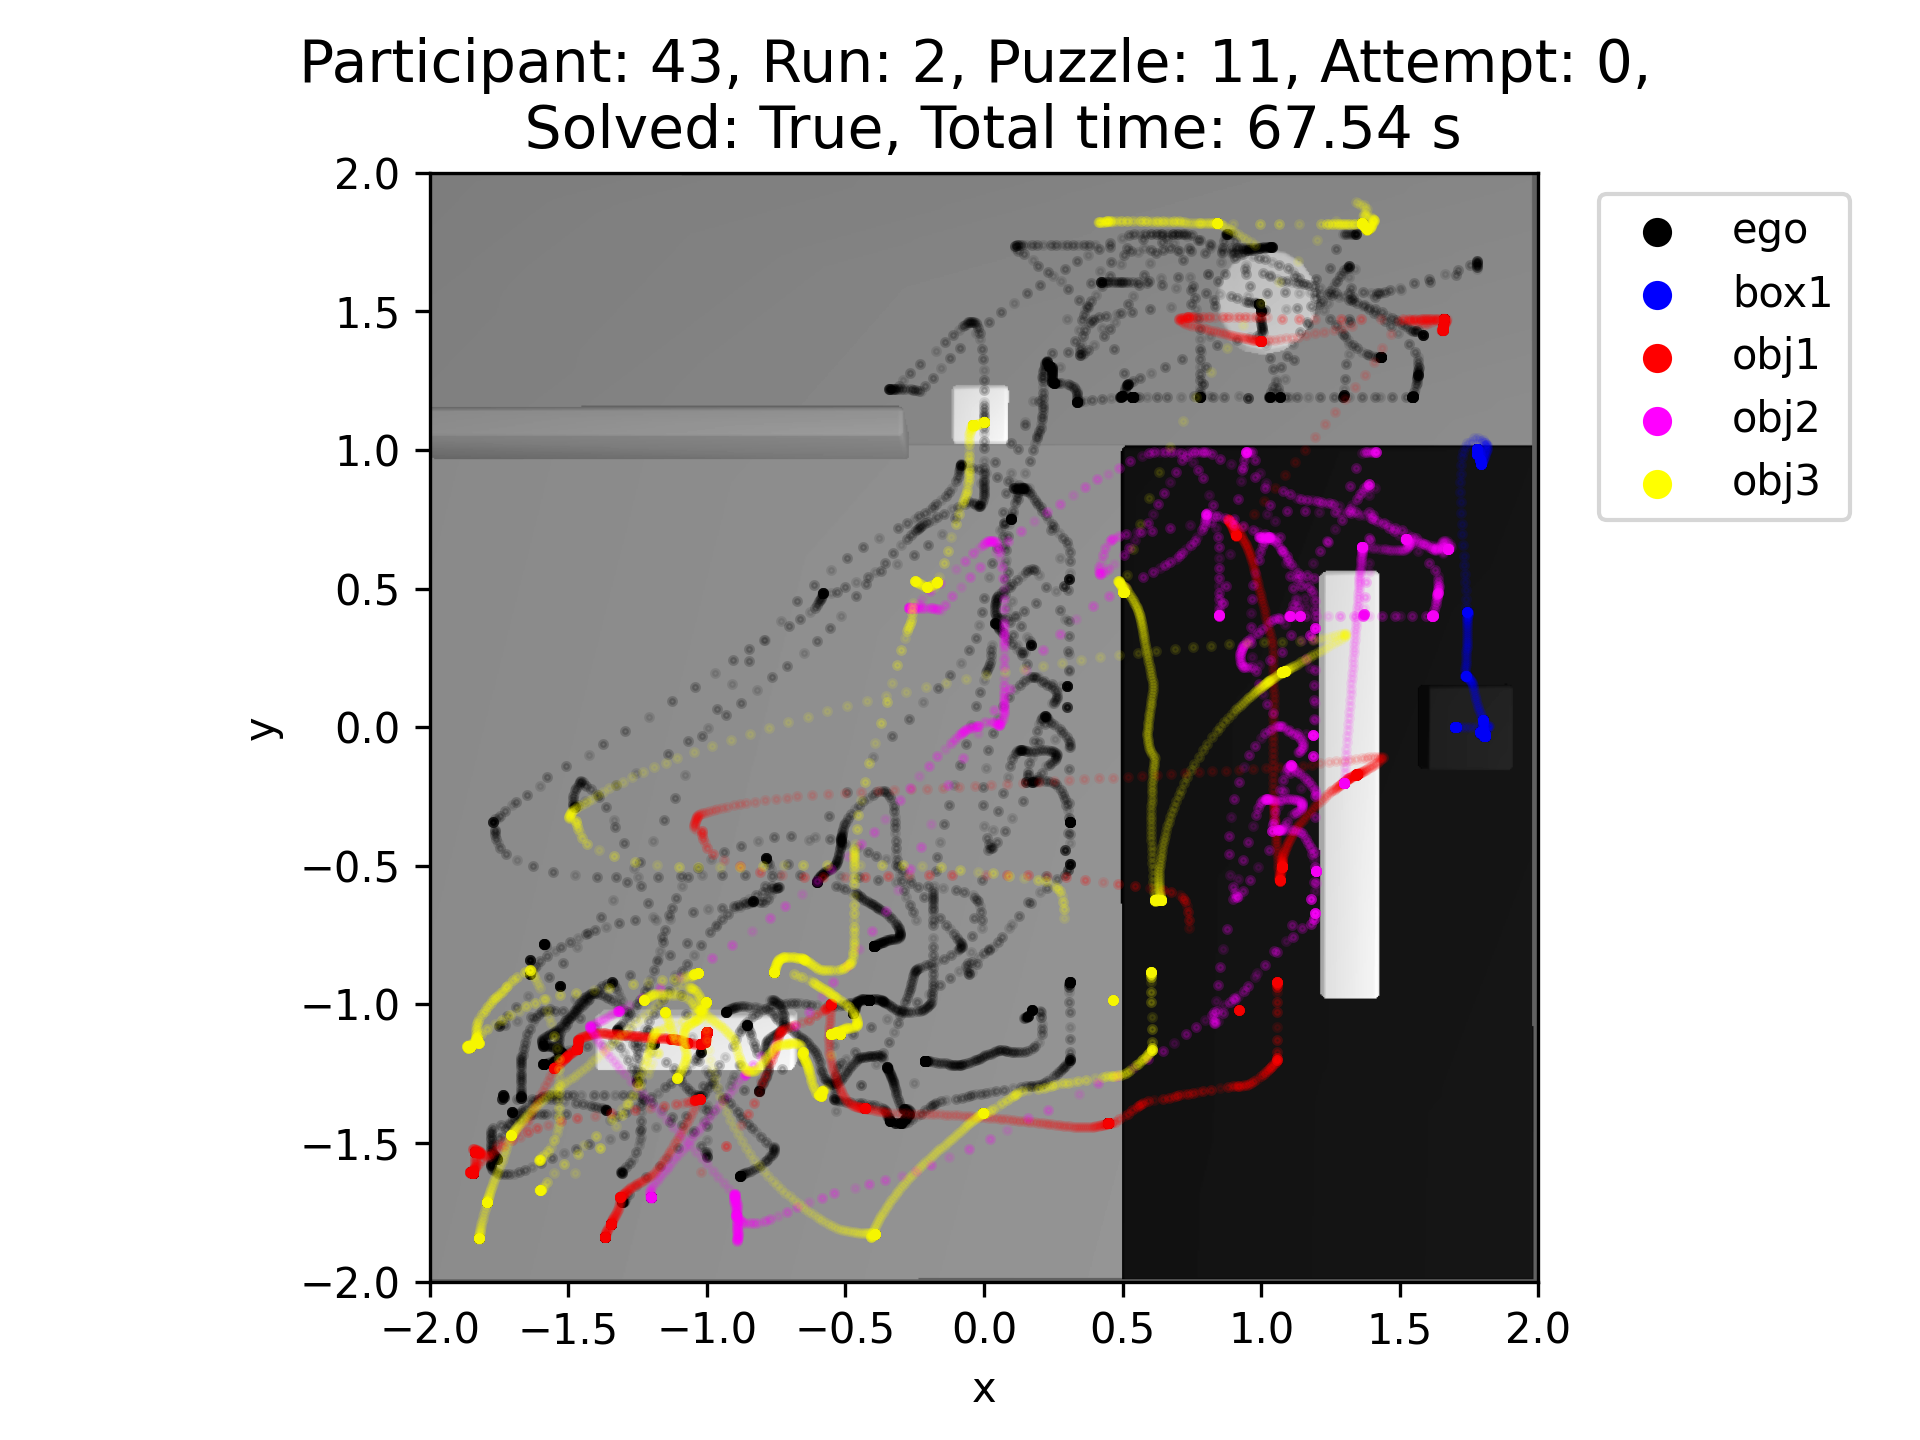 Participant: 43, Run: 2, Puzzle: 11, Attempt: 0,
Solved: True, Total time: 67.54 s
ego
box1
obj1
obj2
obj3
2.0
1.5
1.0
0.5
0.0
−0.5
−1.0
−1.5
−2.0
y
−2.0 −1.5 −1.0 −0.5 0.0 0.5 1.0 1.5 2.0
x